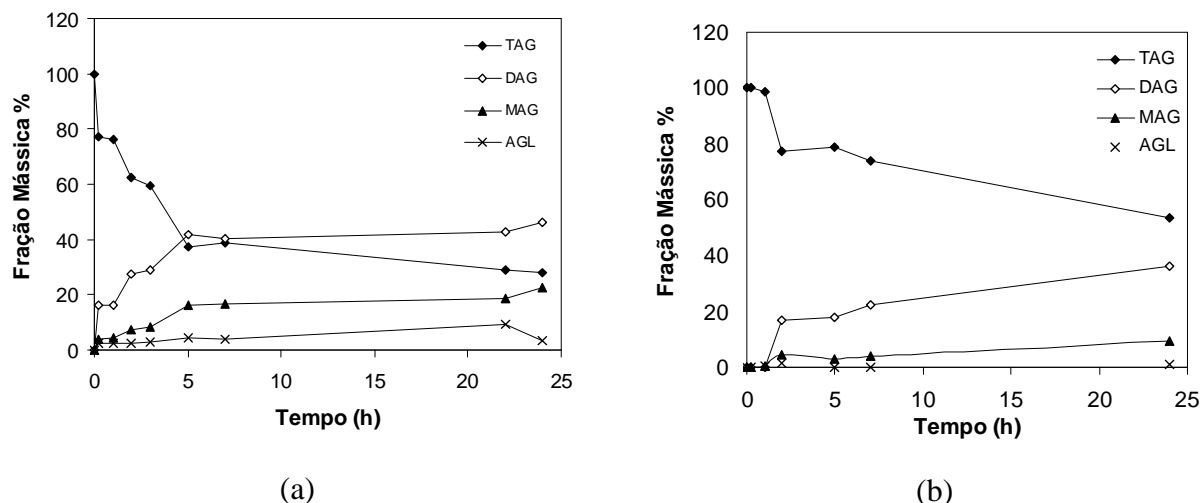 120
100
80
60
40
20
0
Fração Mássica %
TAG
DAG
MAG
AGL
0 5 10 15 20 25
Tempo (h)
(a)
120
100
80
60
40
20
0
Fração Mássica %
TAG
DAG
MAG
AGL
0 5 10 15 20 25
Tempo (h)
(b)